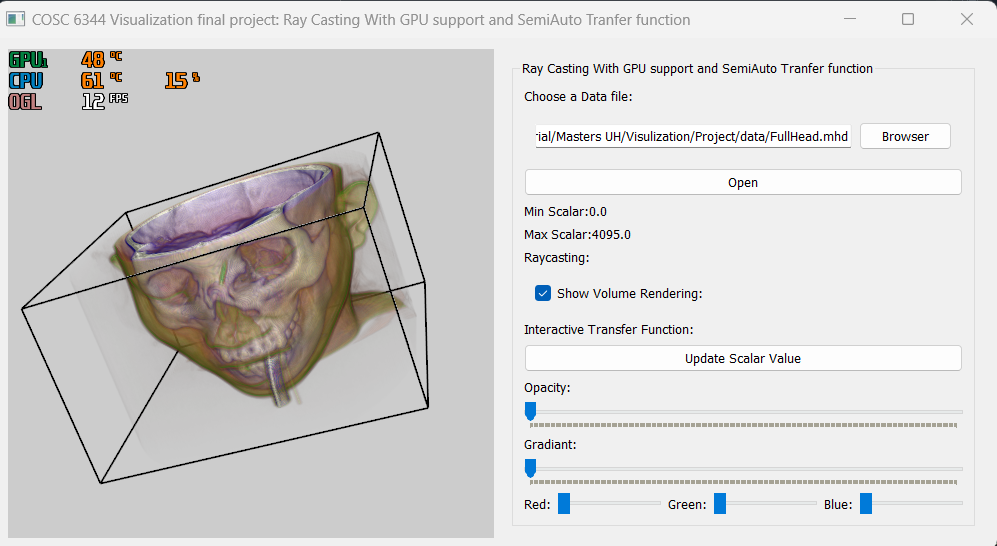 COSC 6344 Visualization final project: Ray Casting With GPU support and SemiAuto Tranfer function
GPU1 48 °C
CPU 61 °C 15 %
OGL 12 FPS
Ray Casting With GPU support and SemiAuto Tranfer function
Choose a Data file:
rial/Masters UH/Visulization/Project/data/FullHead.mhd Browser
Open
Min Scalar:0.0
Max Scalar:4095.0
Raycasting:
Show Volume Rendering:
Interactive Transfer Function:
Update Scalar Value
Opacity:
Gradiant:
Red: Green: Blue: